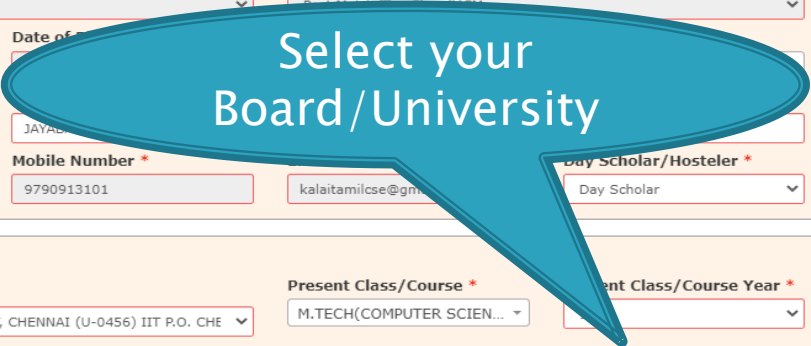 Date of
Select your
Board/University
Mobile Number *
Day Scholar/Hosteler *
9790913101
kalaitamilcse@gm
Day Scholar
Present Class/Course *
ent Class/Course Year *
, CHENNAI (U-0456) IIT P.O. CHE
M.TECH(COMPUTER SCIEN...